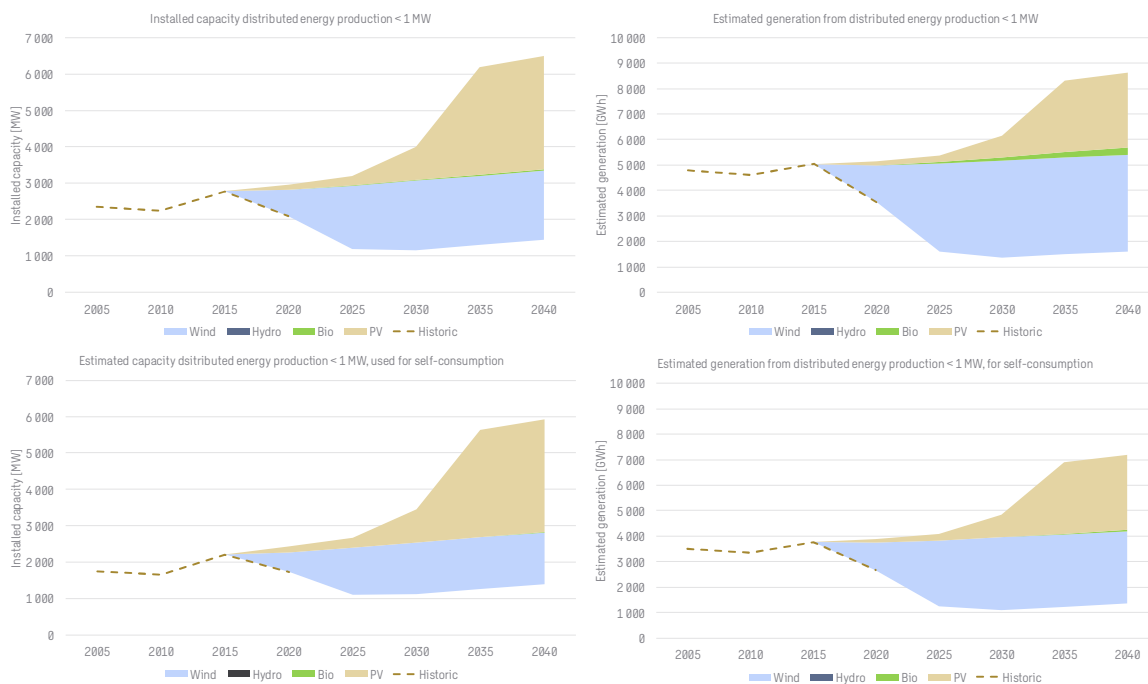 Installed capacity distributed energy production < 1 MW
Installed capacity [MW]
7 000
6 000
5 000
4 000
3 000
2 000
1 000
0
2005 2010 2015 2020 2025 2030 2035 2040
Wind Hydro Bio PV Historic
Estimated generation from distributed energy production < 1 MW
Estimated generation [GWh]
10 000
9 000
8 000
7 000
6 000
5 000
4 000
3 000
2 000
1 000
0
2005 2010 2015 2020 2025 2030 2035 2040
Wind Hydro Bio PV Historic
Estimated capacity dsitributed energy production < 1 MW, used for self-consumption
Installed capacity [MW]
7 000
6 000
5 000
4 000
3 000
2 000
1 000
0
2005 2010 2015 2020 2025 2030 2035 2040
Wind Hydro Bio PV Historic
Estimated generation from distributed energy production < 1 MW, for self-consumption
Estimated generation [GWh]
10 000
9 000
8 000
7 000
6 000
5 000
4 000
3 000
2 000
1 000
0
2005 2010 2015 2020 2025 2030 2035 2040
Wind Hydro Bio PV Historic